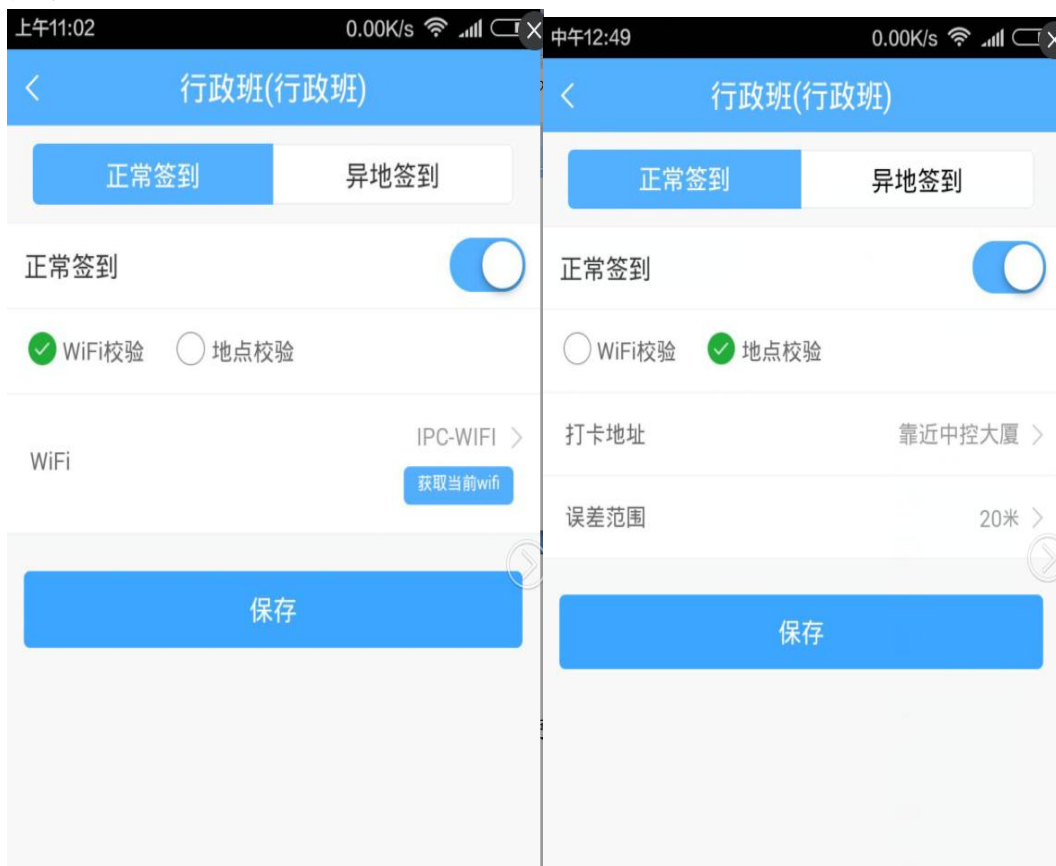 上午11:02
0.00K/s
行政班(行政班)
正常签到
异地签到
正常签到
WiFi校验
地点校验
WiFi
IPC-WIFI
获取当前wifi
保存
中午12:49
0.00K/s
行政班(行政班)
正常签到
异地签到
正常签到
WiFi校验
地点校验
打卡地址
靠近中控大厦
误差范围
20米
保存